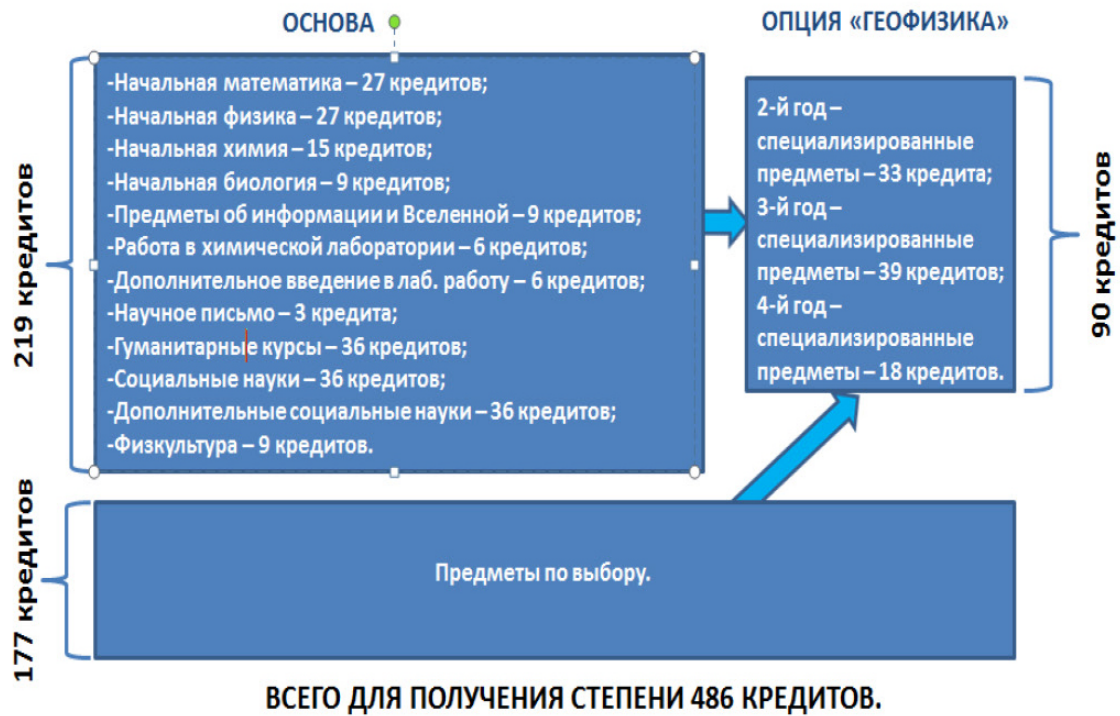 ОСНОВА
-Начальная математика – 27 кредитов;
-Начальная физика – 27 кредитов;
-Начальная химия – 15 кредитов;
-Начальная биология – 9 кредитов;
-Предметы об информации и Вселенной – 9 кредитов;
-Работа в химической лаборатории – 6 кредитов;
-Дополнительное введение в лаб. работу – 6 кредитов;
-Научное письмо – 3 кредита;
-Гуманитарные курсы – 36 кредитов;
-Социальные науки – 36 кредитов;
-Дополнительные социальные науки – 36 кредитов;
-Физкультура – 9 кредитов.
219 кредитов
ОПЦИЯ «ГЕОФИЗИКА»
2-й год –
специализированные
предметы – 33 кредита;
3-й год –
специализированные
предметы – 39 кредитов;
4-й год –
специализированные
предметы – 18 кредитов.
90 кредитов
177 кредитов
Предметы по выбору.
ВСЕГО ДЛЯ ПОЛУЧЕНИЯ СТЕПЕНИ 486 КРЕДИТОВ.